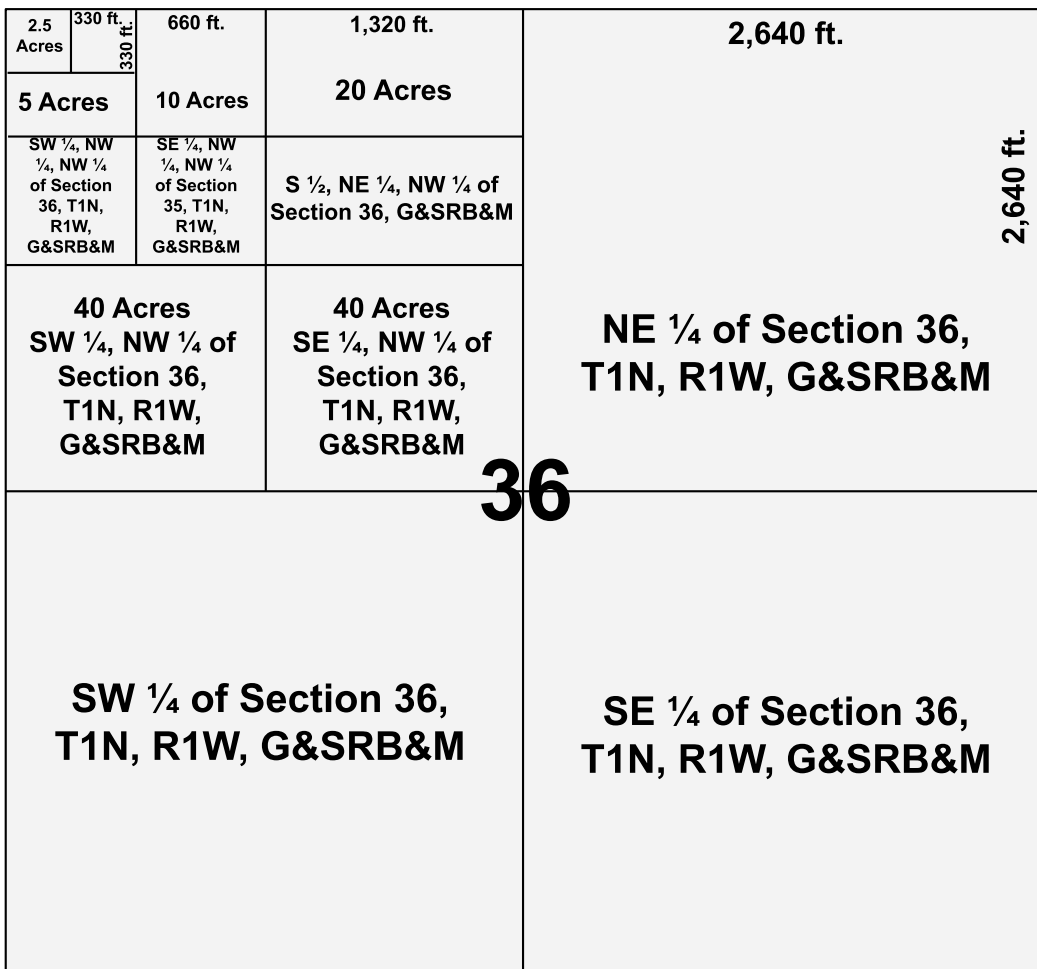 2.5
Acres
330 ft.
330 ft.
660 ft.
1,320 ft.
2,640 ft.
5 Acres
10 Acres
20 Acres
2,640 ft.
SW ¼, NW
¼, NW ¼
of Section
36, T1N,
R1W,
G&SRB&M
SE ¼, NW
¼, NW ¼
of Section
35, T1N,
R1W,
G&SRB&M
S ½, NE ¼, NW ¼ of
Section 36, G&SRB&M
40 Acres
SW ¼, NW ¼ of
Section 36,
T1N, R1W,
G&SRB&M
40 Acres
SE ¼, NW ¼ of
Section 36,
T1N, R1W,
G&SRB&M
NE ¼ of Section 36,
T1N, R1W, G&SRB&M
36
SW ¼ of Section 36,
T1N, R1W, G&SRB&M
SE ¼ of Section 36,
T1N, R1W, G&SRB&M